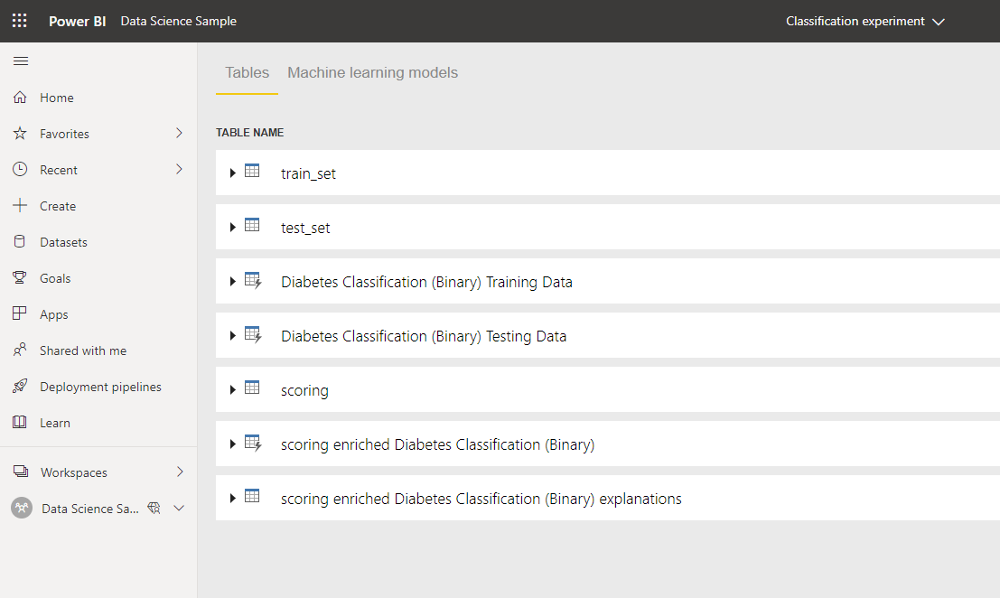 Power BI Data Science Sample Classification experiment
Tables Machine learning models
Home
Favorites
Recent
Create
Datasets
Goals
Apps
Shared with me
Deployment pipelines
Learn
Workspaces
Data Science Sa...
TABLE NAME
train_set
test_set
Diabetes Classification (Binary) Training Data
Diabetes Classification (Binary) Testing Data
scoring
scoring enriched Diabetes Classification (Binary)
scoring enriched Diabetes Classification (Binary) explanations